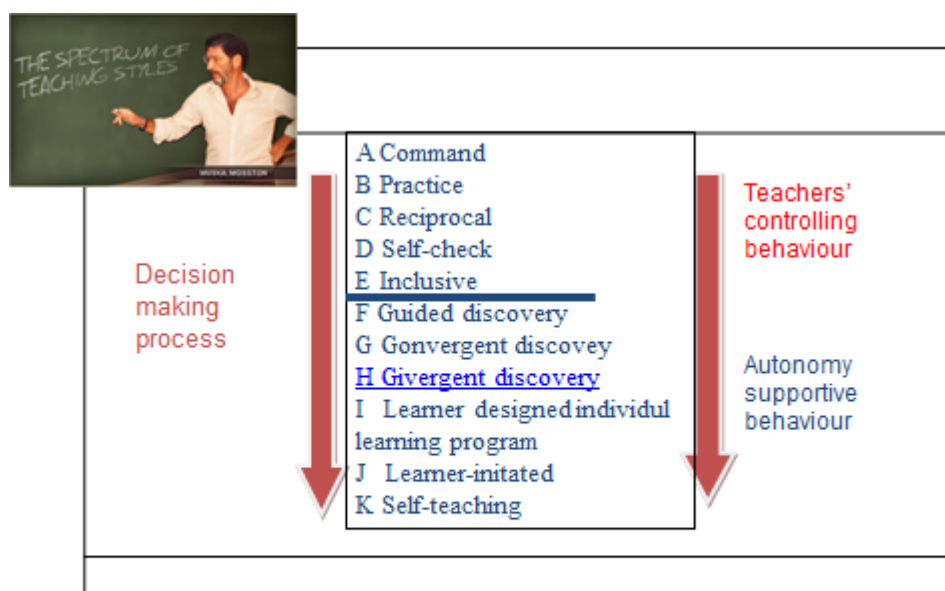 THE SPECTRUM OF
TEACHING STYLES
MUSKA MOSSTON
A Command
B Practice
C Reciprocal
D Self-check
E Inclusive
F Guided discovery
G Gonvergent discovey
H Givergent discovery
I Learner designed individul
learning program
J Learner-initated
K Self-teaching
Decision
making
process
Teachers'
controlling
behaviour
Autonomy
supportive
behaviour